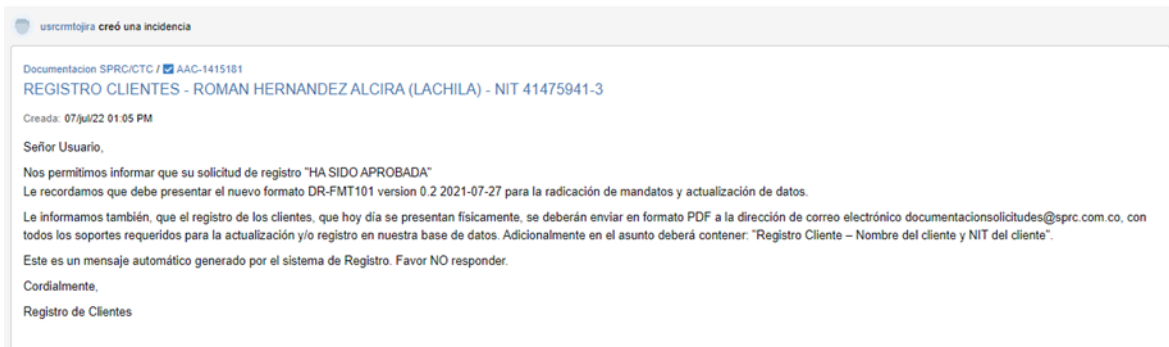 usrcrmtojira creó una incidencia
Documentacion SPRC/CTC / AAC-1415181
REGISTRO CLIENTES - ROMAN HERNANDEZ ALCIRA (LACHILA) - NIT 41475941-3
Creada: 07/jul/22 01:05 PM
Señor Usuario,
Nos permitimos informar que su solicitud de registro "HA SIDO APROBADA"
Le recordamos que debe presentar el nuevo formato DR-FMT101 version 0.2 2021-07-27 para la radicación de mandatos y actualización de datos.
Le informamos también, que el registro de los clientes, que hoy día se presentan físicamente, se deberán enviar en formato PDF a la dirección de correo electrónico documentacionsolicitudes@sprc.com.co, con
todos los soportes requeridos para la actualización y/o registro en nuestra base de datos. Adicionalmente en el asunto deberá contener: "Registro Cliente – Nombre del cliente y NIT del cliente".
Este es un mensaje automático generado por el sistema de Registro. Favor NO responder.
Cordialmente,
Registro de Clientes